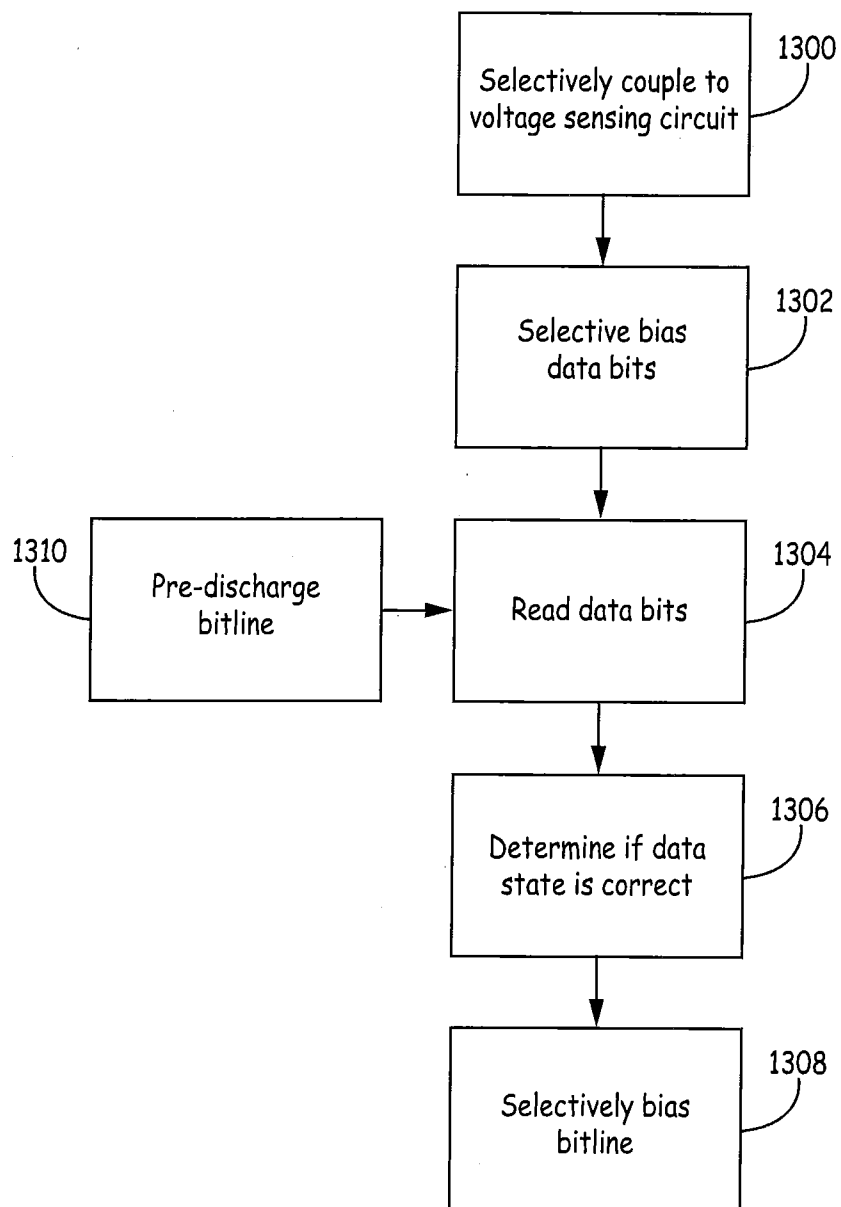 1300
Selectively couple to
voltage sensing circuit
1302
Selective bias
data bits
1310
Pre-discharge
bitline
1304
Read data bits
1306
Determine if data
state is correct
1308
Selectively bias
bitline